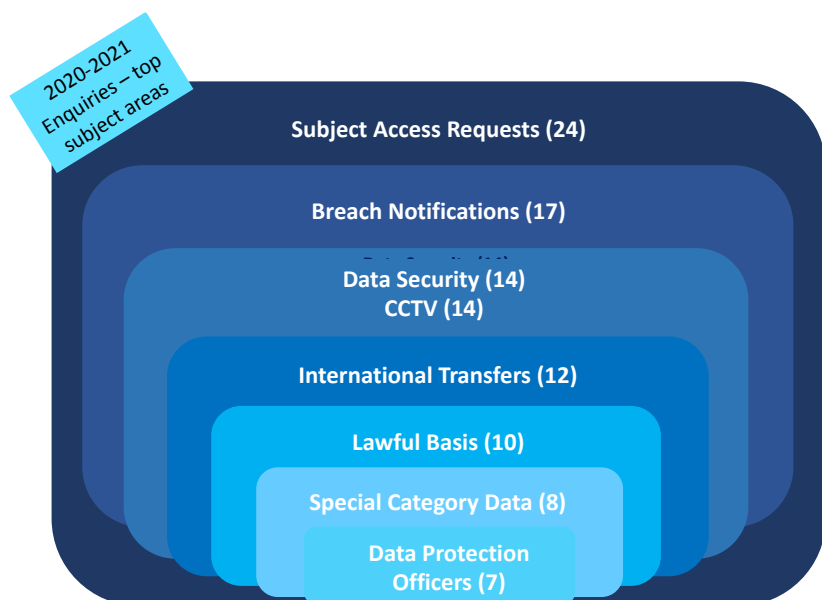 2020-2021
Enquiries – top
subject areas
Subject Access Requests (24)
Breach Notifications (17)
Data Security (14)
CCTV (14)
International Transfers (12)
Lawful Basis (10)
Special Category Data (8)
Data Protection
Officers (7)